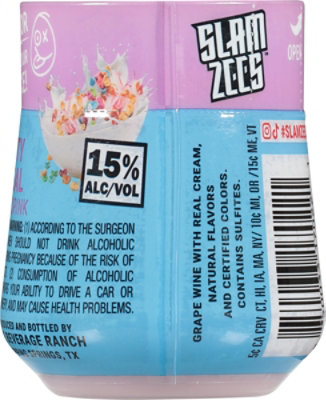 SLAM
ZEES
OPEN
15%
ALC/VOL
(1) ACCORDING TO THE SURGEON
SHOULD NOT DRINK ALCOHOLIC
BECAUSE OF THE RISK OF
CONSUMPTION OF ALCOHOLIC
YOUR ABILITY TO DRIVE A CAR OR
AND MAY CAUSE HEALTH PROBLEMS.
AND BOTTLED BY
BEVERAGE RANCH
SPRINGS, TX
GRAPE WINE WITH REAL CREAM,
NATURAL FLAVORS
AND CERTIFIED COLORS.
CONTAINS SULFITES.
5¢ CA CRV CT, HI, IA, MA, NY/ 10¢ MI, OR /15¢ ME, VT